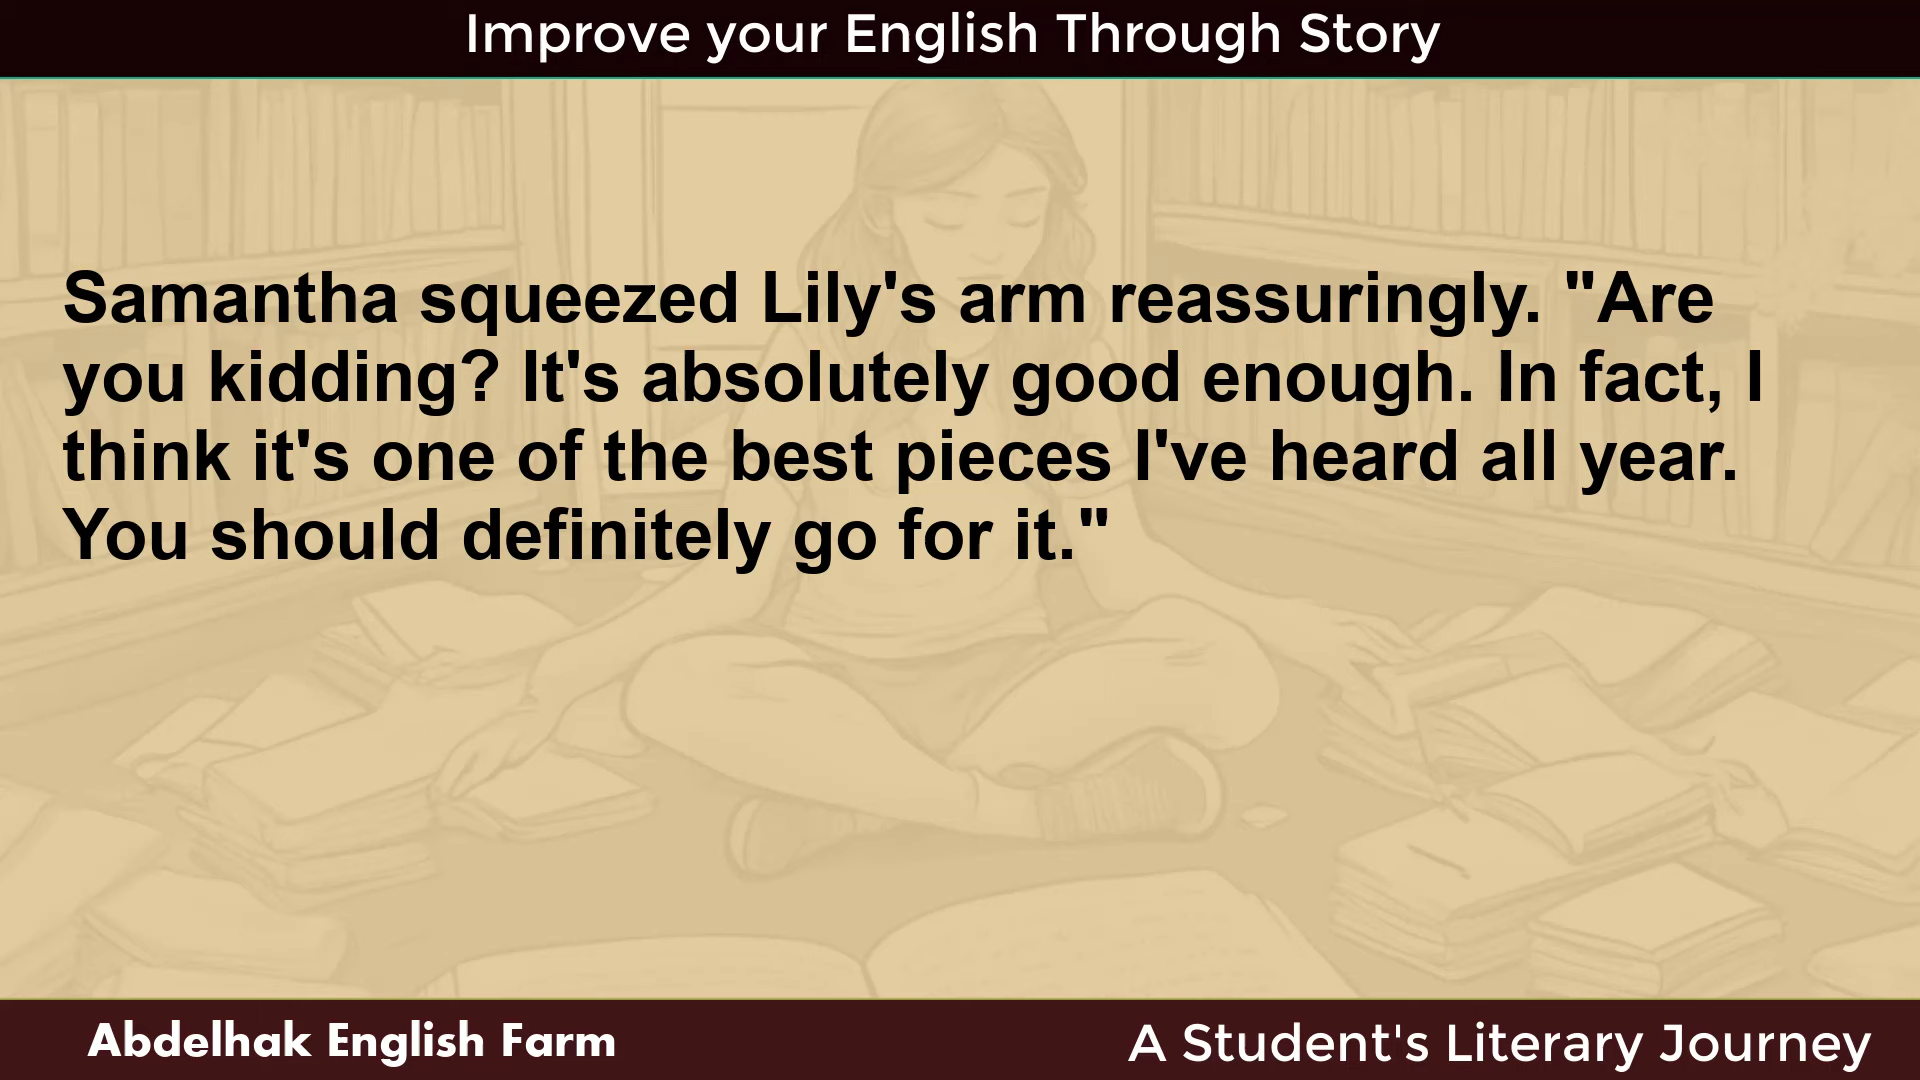 Improve your English Through Story
Samantha squeezed Lily's arm reassuringly. "Are
you kidding? It's absolutely good enough. In fact, I
think it's one of the best pieces I've heard all year.
You should definitely go for it."
Abdelhak English Farm
A Student's Literary Journey